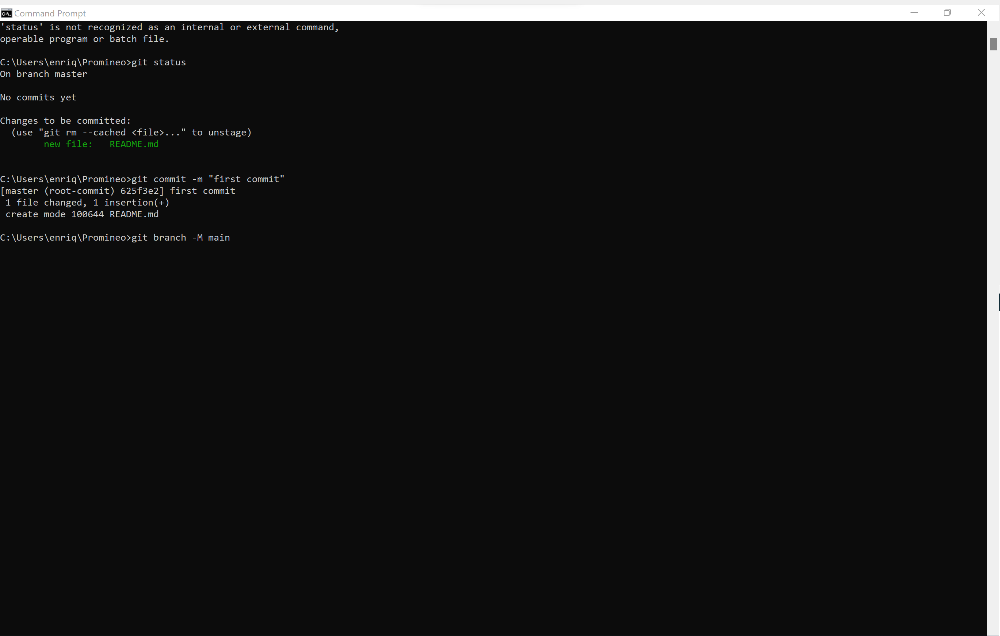 Command Prompt
'status' is not recognized as an internal or external command,
operable program or batch file.
C:\Users\enriq\Promineo>git status
On branch master
No commits yet
Changes to be committed:
  (use "git rm --cached <file>..." to unstage)
        new file:   README.md
C:\Users\enriq\Promineo>git commit -m "first commit"
[master (root-commit) 625f3e2] first commit
 1 file changed, 1 insertion(+)
 create mode 100644 README.md
C:\Users\enriq\Promineo>git branch -M main